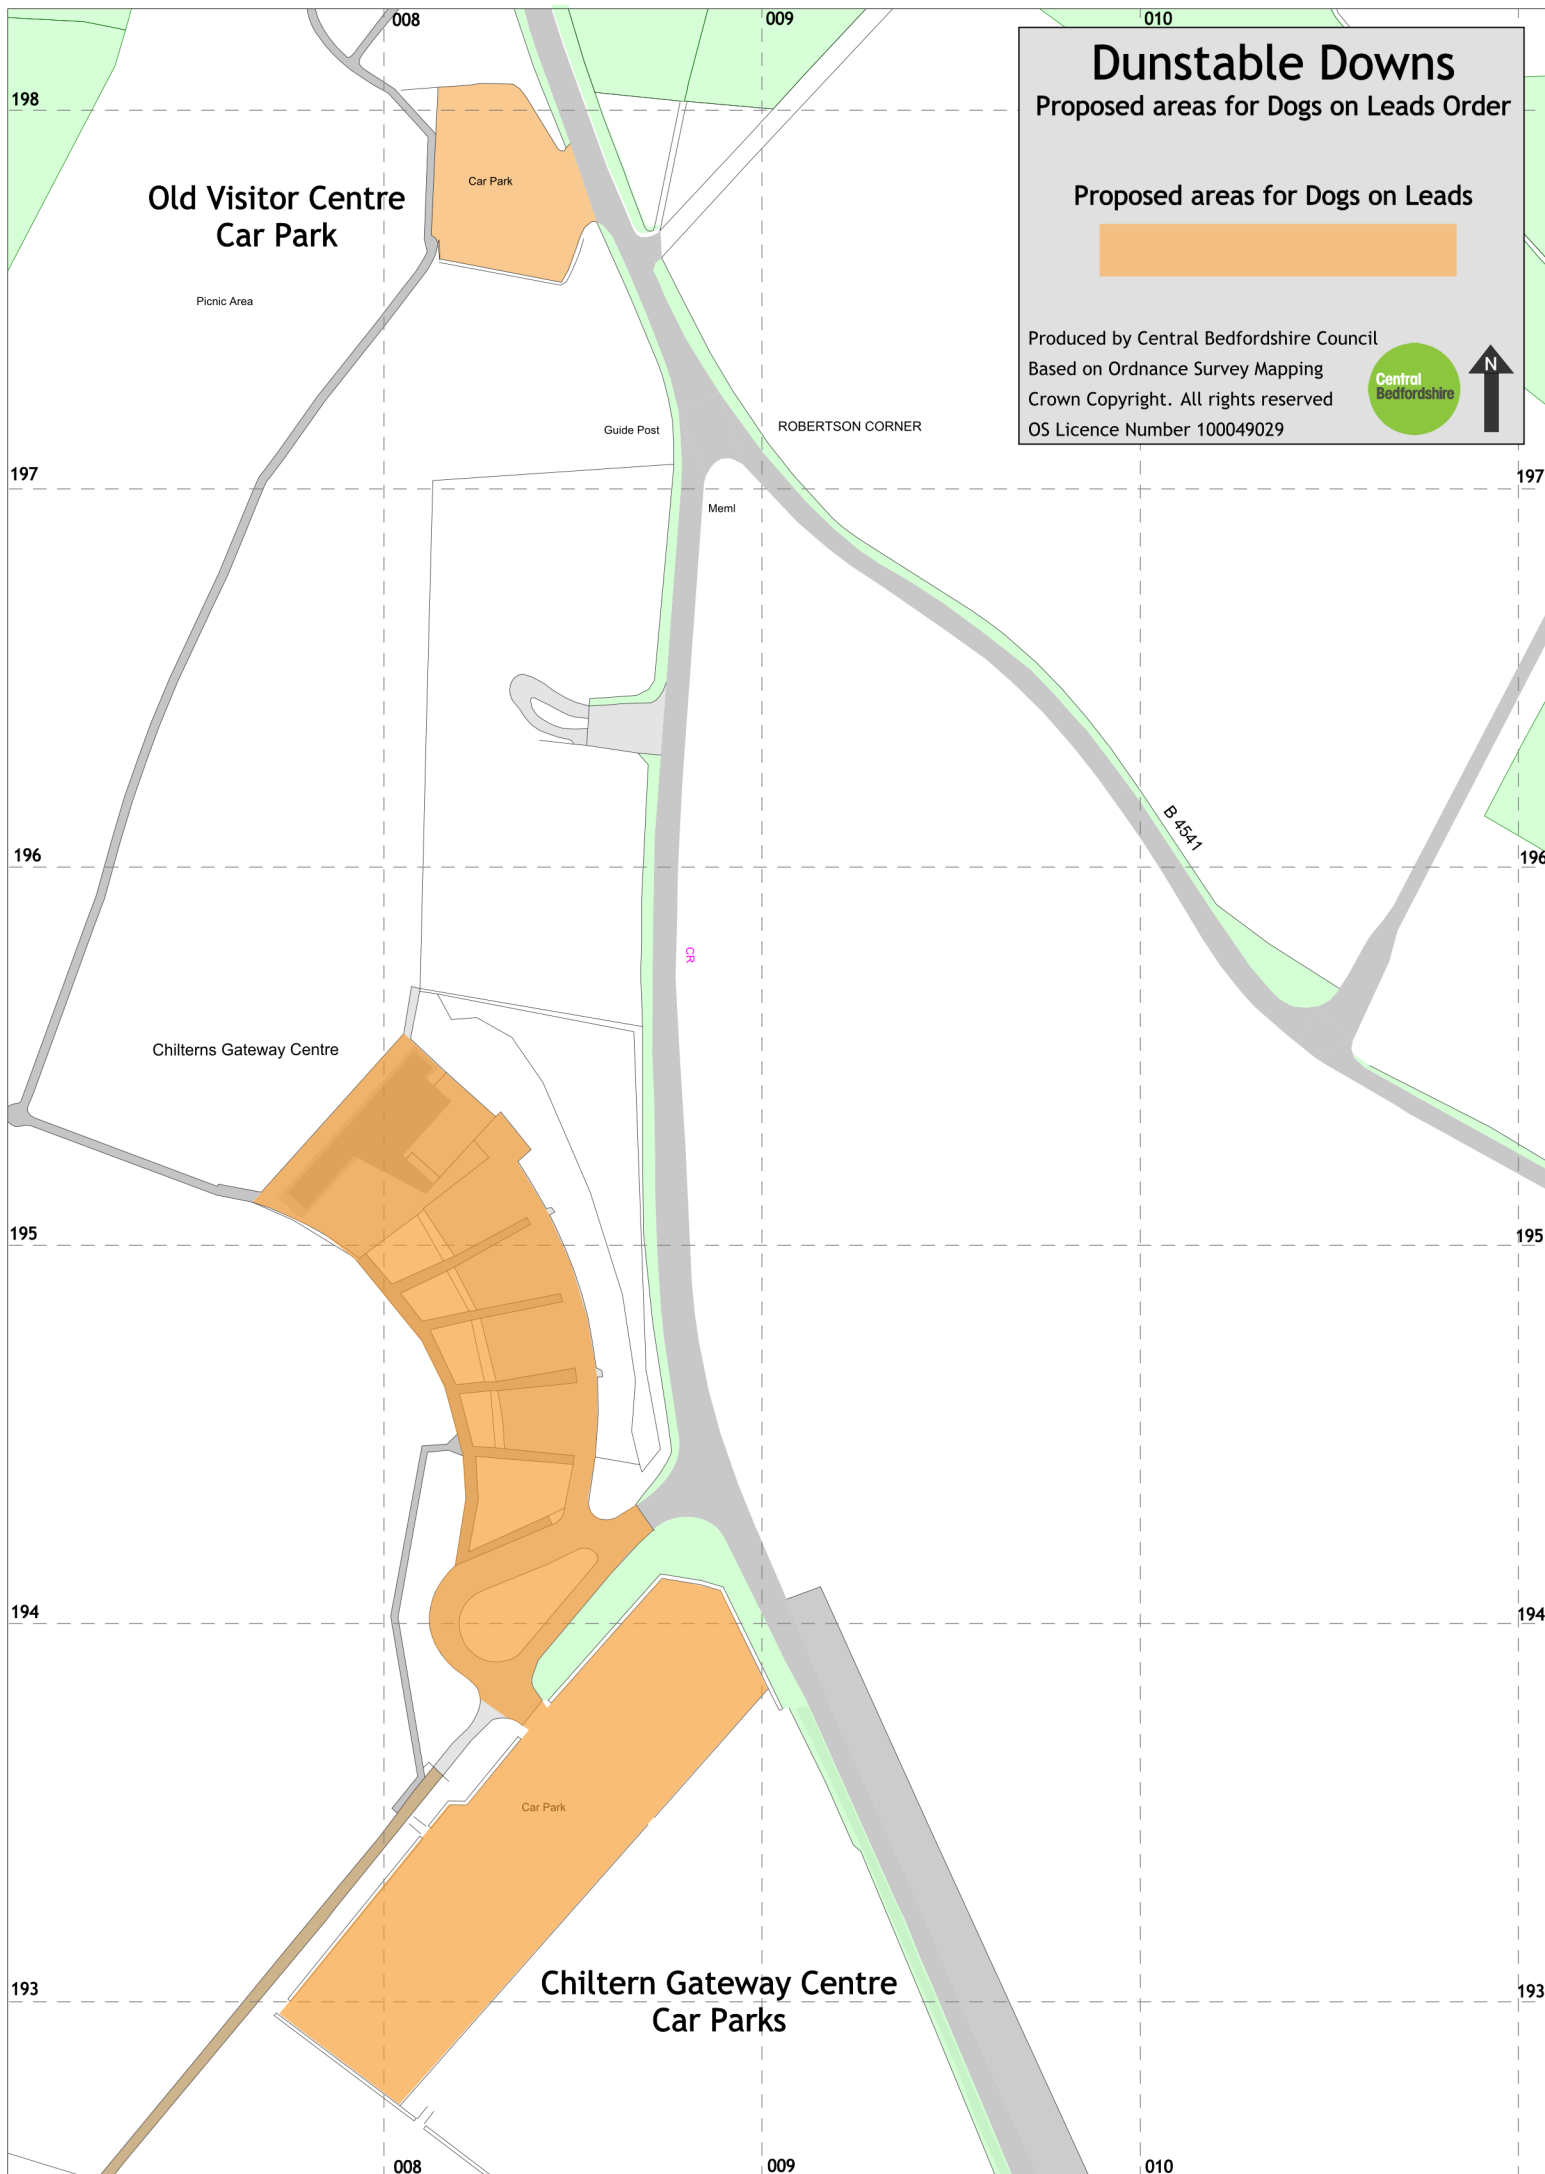 008
009
010
Dunstable Downs
Proposed areas for Dogs on Leads Order
198
Car Park
Old Visitor Centre
Car Park
Proposed areas for Dogs on Leads
Picnic Area
Produced by Central Bedfordshire Council
Based on Ordnance Survey Mapping
Crown Copyright. All rights reserved
OS Licence Number 100049029
Central
Bedfordshire
N
Guide Post
ROBERTSON CORNER
197
197
Meml
B 4541
196
196
CR
Chilterns Gateway Centre
195
195
194
194
Car Park
Chiltern Gateway Centre
Car Parks
193
193
008
009
010